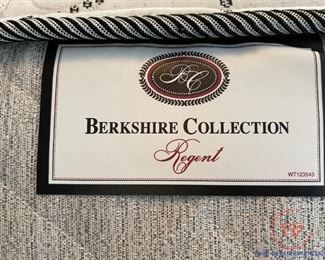 BC
BERKSHIRE COLLECTION
Regent
WT123543